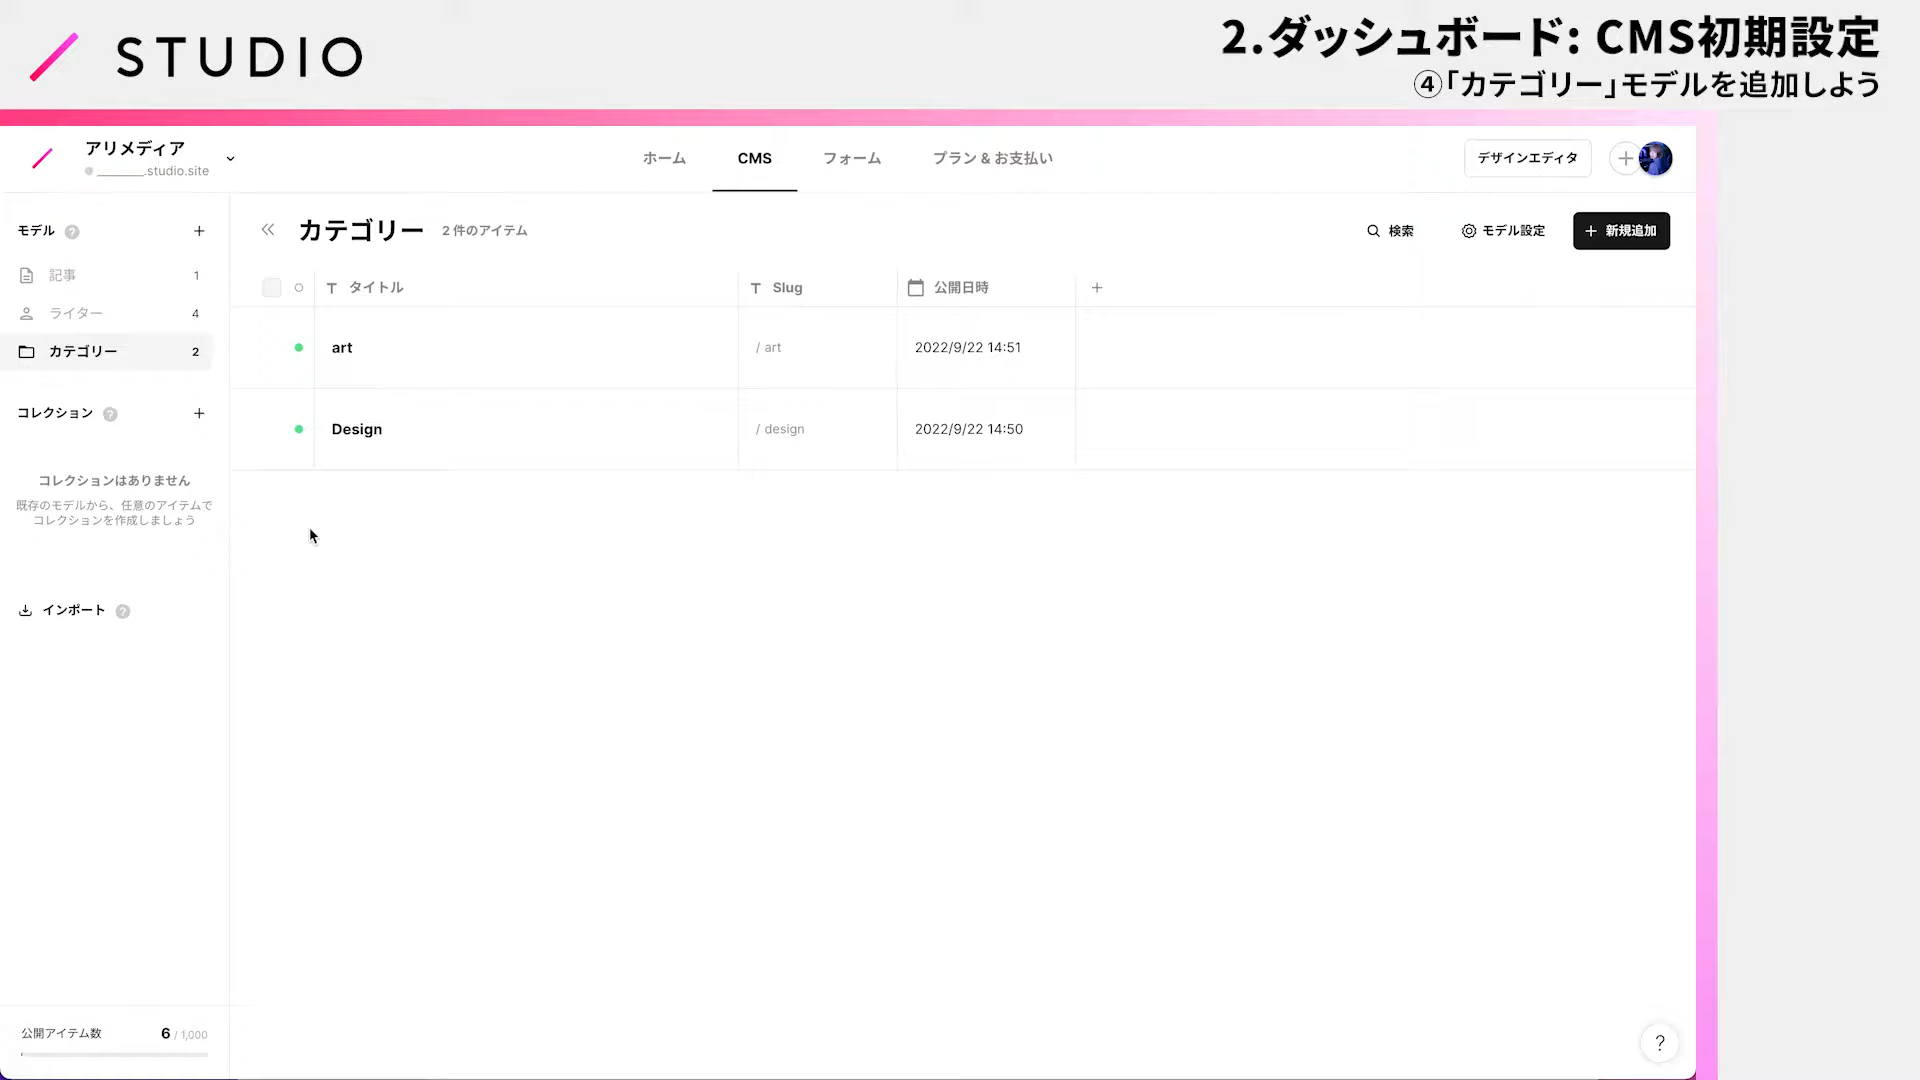 STUDIO
2.ダッシュボード: CMS初期設定
④「カテゴリー」モデルを追加しよう
アリメディア
______.studio.site
ホーム
CMS
フォーム
プラン & お支払い
デザインエディタ
モデル ?
記事 1
ライター 4
カテゴリー 2
コレクション ?
コレクションはありません
既存のモデルから、任意のアイテムで
コレクションを作成しましょう
インポート ?
公開アイテム数 6 / 1,000
カテゴリー 2 件のアイテム
検索
モデル設定
+ 新規追加
タイトル
Slug
公開日時
art / art 2022/9/22 14:51
Design / design 2022/9/22 14:50
?